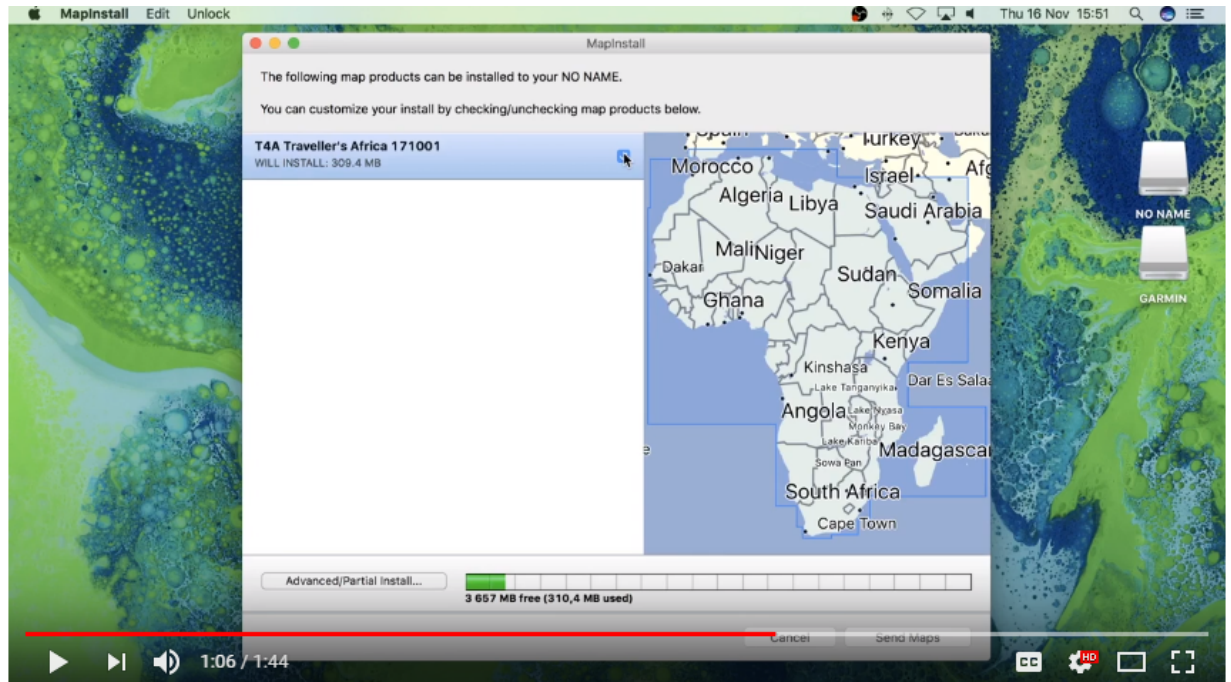 MapInstall Edit Unlock Thu 16 Nov 15:51
MapInstall
The following map products can be installed to your NO NAME.
You can customize your install by checking/unchecking map products below.
T4A Traveller's Africa 171001
WILL INSTALL: 309.4 MB
Spain
Turkey
Morocco
Israel
Algeria
Libya
Saudi Arabia
Mali
Niger
Dakar
Sudan
Ghana
Somalia
Kenya
Kinshasa
Lake Tanganyika
Dar Es Salaa
Angola
Lake Nyasa
Monkey Bay
Lake Kariba
Madagascar
Sowa Pan
South Africa
Cape Town
NO NAME
GARMIN
Advanced/Partial Install...
3 657 MB free (310,4 MB used)
Cancel
Send Maps
1:06 / 1:44
CC
HD